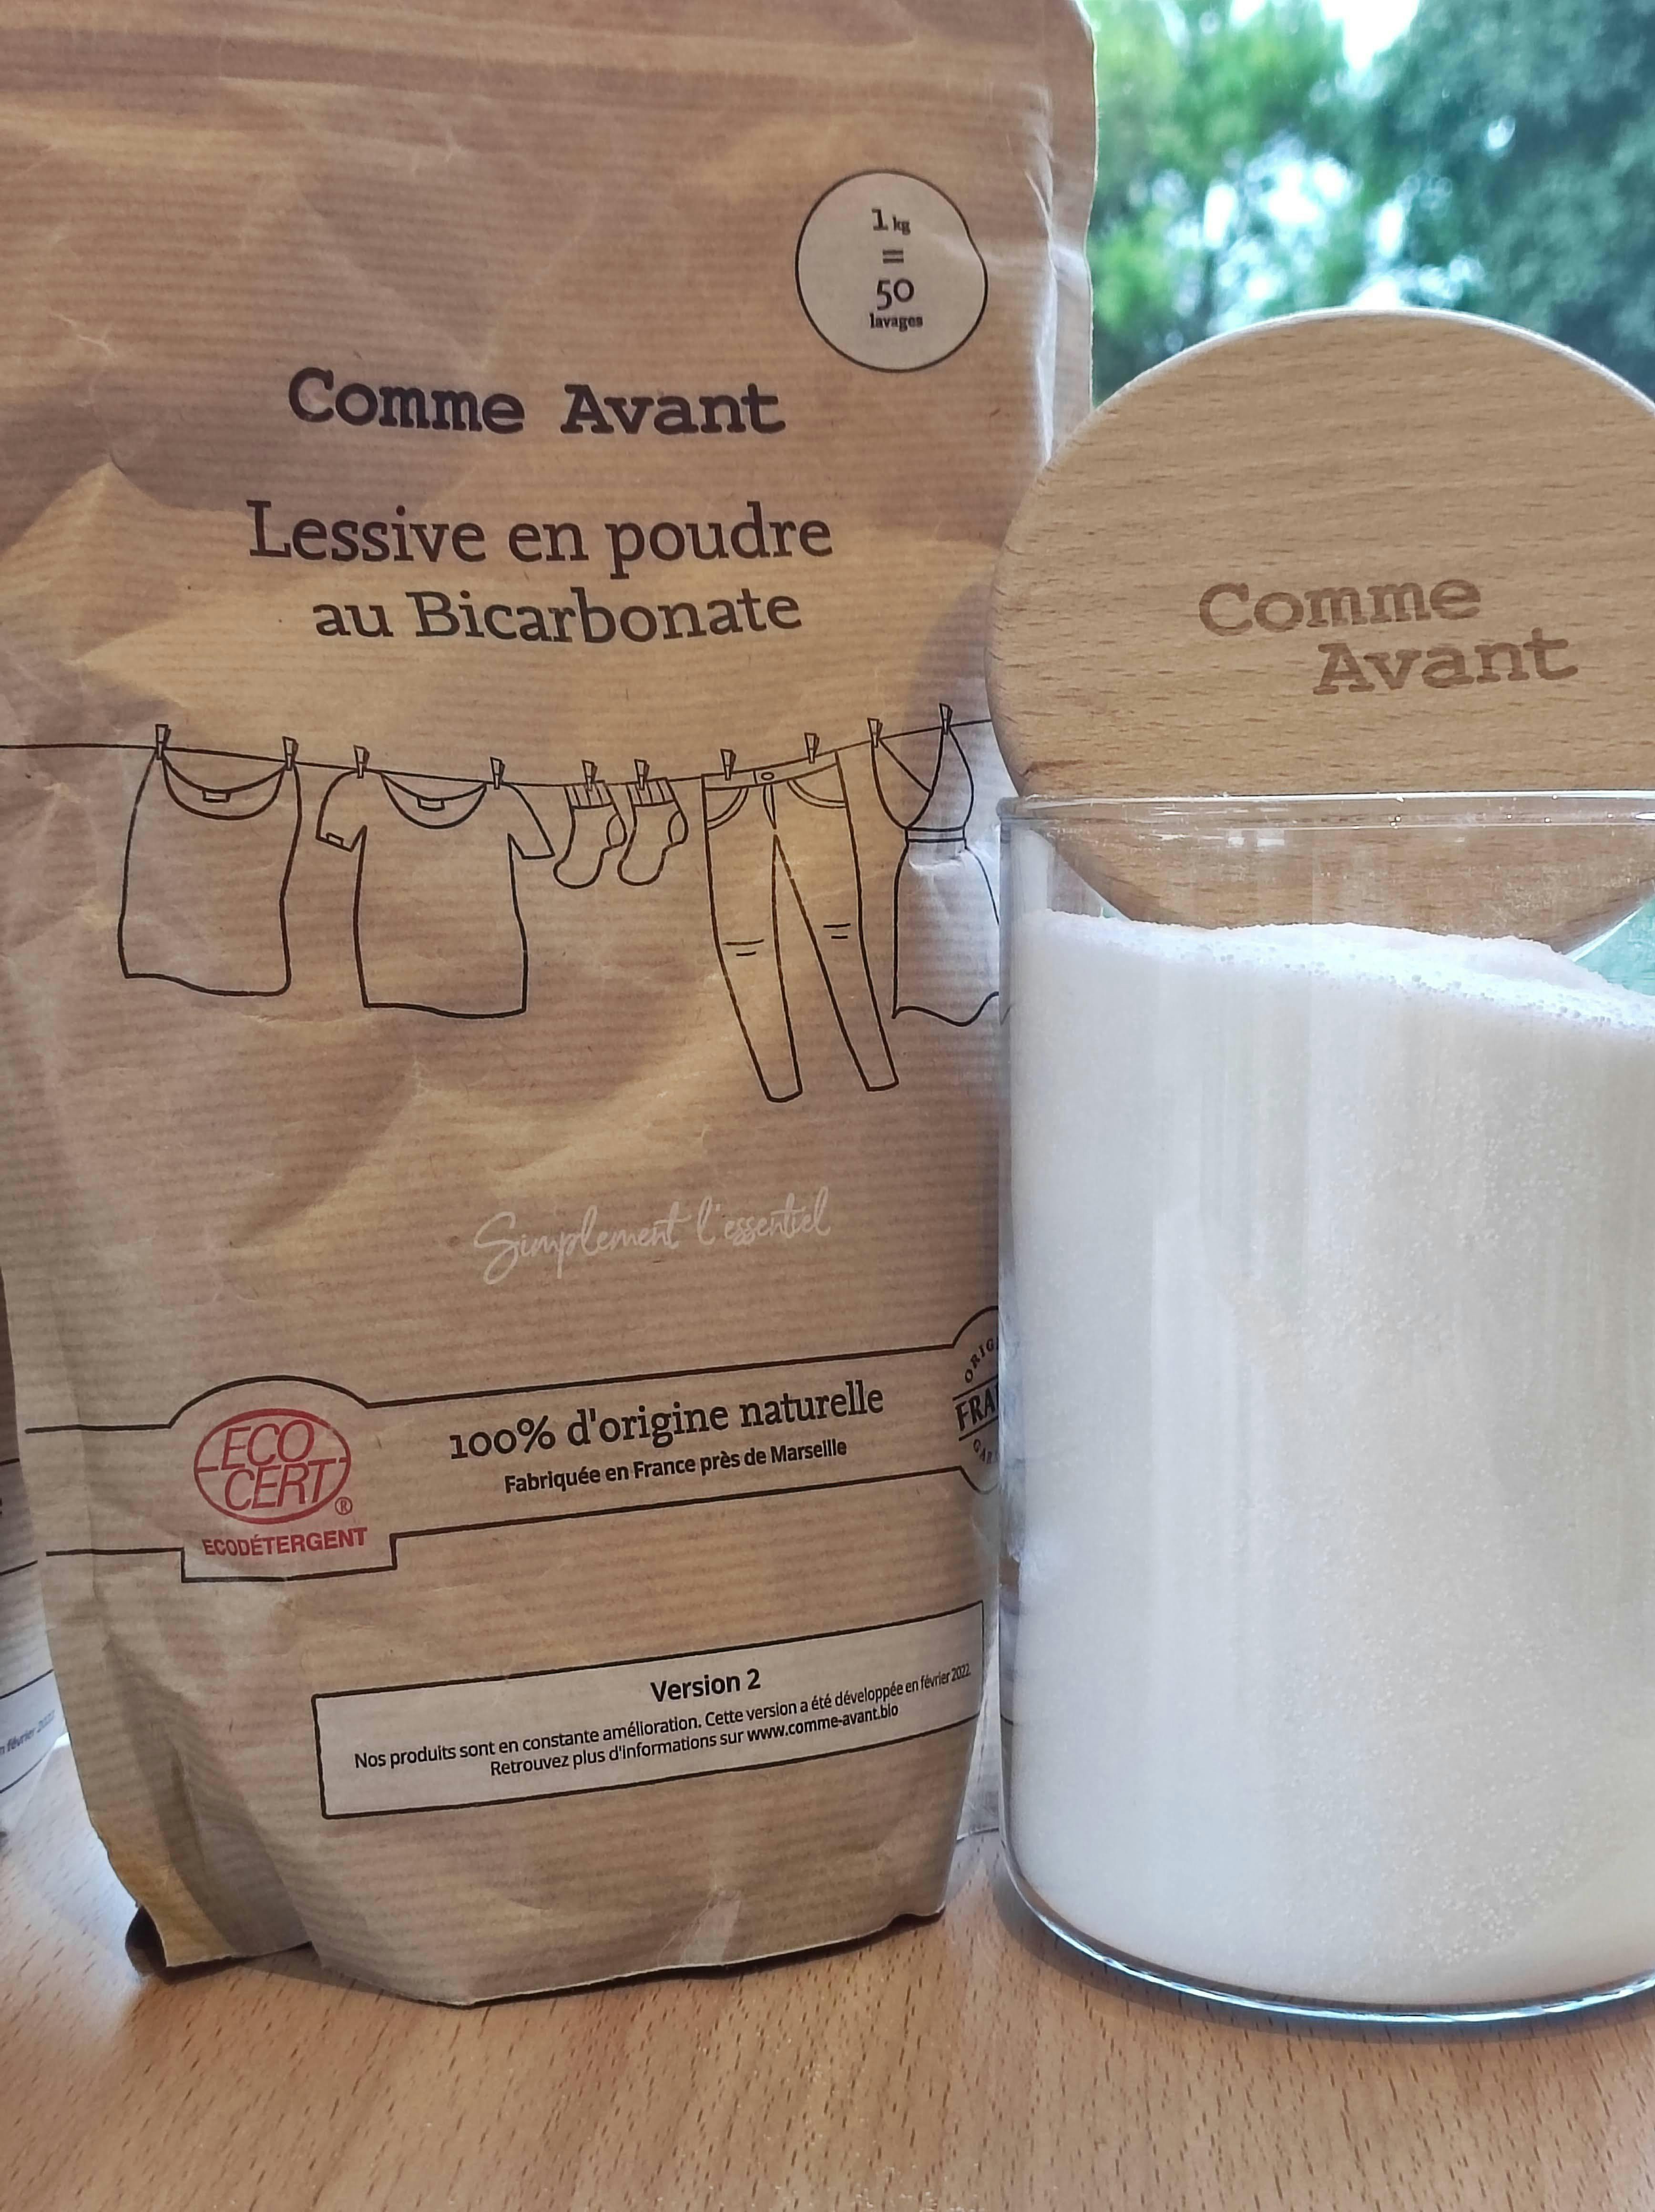 1 kg
=
50
lavages
Comme Avant
Lessive en poudre
au Bicarbonate
Comme
Avant
Simplement l'essentiel
ECO
CERT®
ECODÉTERGENT
100% d'origine naturelle
Fabriquée en France près de Marseille
Version 2
Nos produits sont en constante amélioration. Cette version a été développée en février 2022
Retrouvez plus d'informations sur www.comme-avant.bio
février 2022